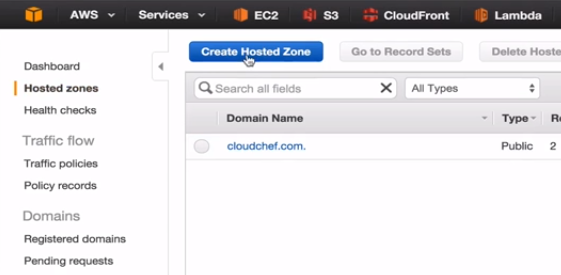 AWS Services EC2 S3 CloudFront Lambda
Create Hosted Zone Go to Record Sets Delete Hoste
Dashboard
Hosted zones
Health checks
Traffic flow
Traffic policies
Policy records
Domains
Registered domains
Pending requests
Search all fields All Types
Domain Name Type R
cloudchef.com. Public 2